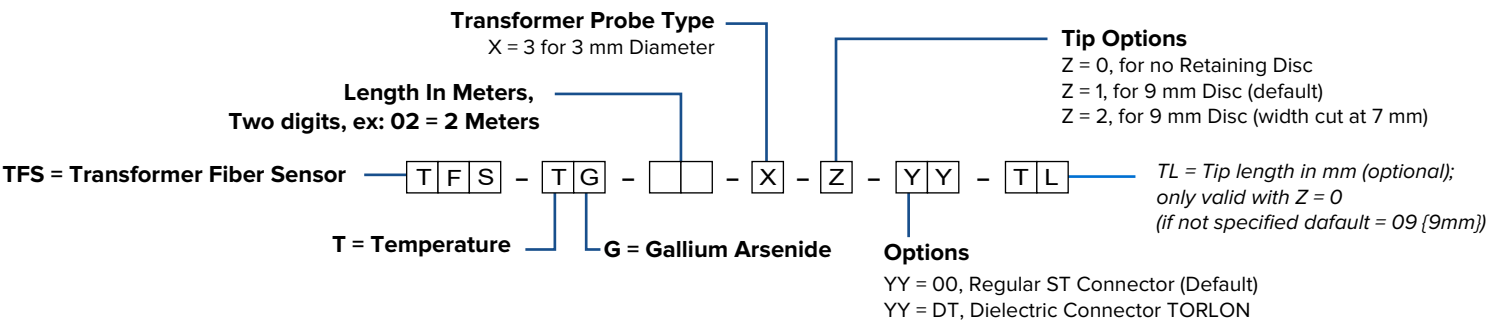 Transformer Probe Type
X = 3 for 3 mm Diameter
Tip Options
Z = 0, for no Retaining Disc
Z = 1, for 9 mm Disc (default)
Z = 2, for 9 mm Disc (width cut at 7 mm)
Length In Meters,
Two digits, ex: 02 = 2 Meters
TFS = Transformer Fiber Sensor
T F S – T G – – X – Z – Y Y – T L
TL = Tip length in mm (optional);
only valid with Z = 0
(if not specified dafault = 09 {9mm})
T = Temperature
G = Gallium Arsenide
Options
YY = 00, Regular ST Connector (Default)
YY = DT, Dielectric Connector TORLON